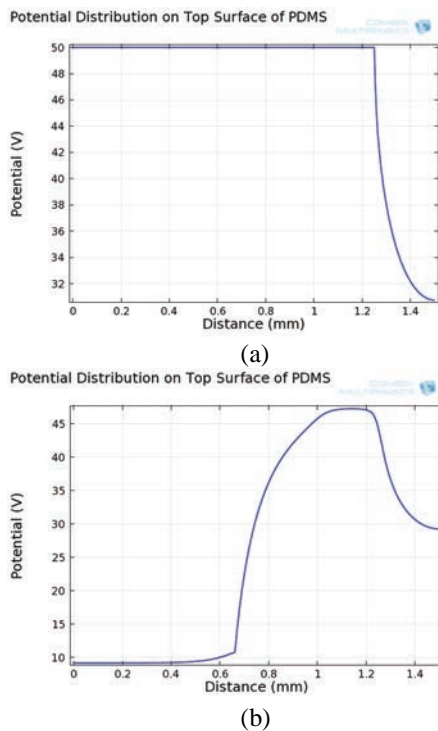 Potential Distribution on Top Surface of PDMS
50
48
46
44
42
40
38
36
34
32
Potential (V)
0 0.2 0.4 0.6 0.8 1 1.2 1.4
Distance (mm)
(a)
Potential Distribution on Top Surface of PDMS
45
40
35
30
25
20
15
10
Potential (V)
0 0.2 0.4 0.6 0.8 1 1.2 1.4
Distance (mm)
(b)